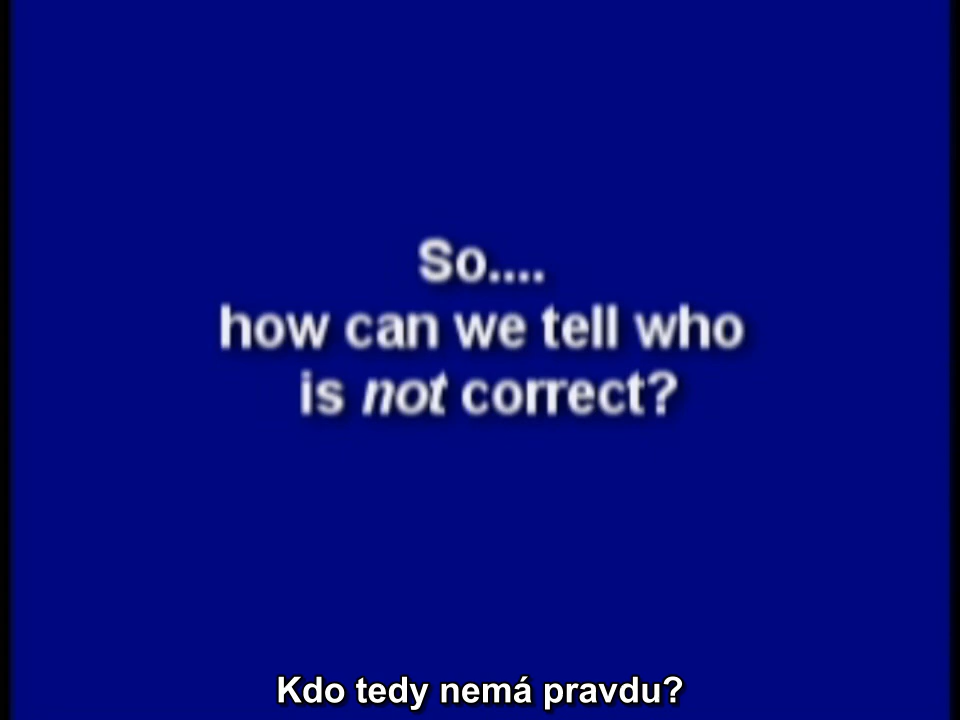 So....
how can we tell who
is not correct?
Kdo tedy nemá pravdu?